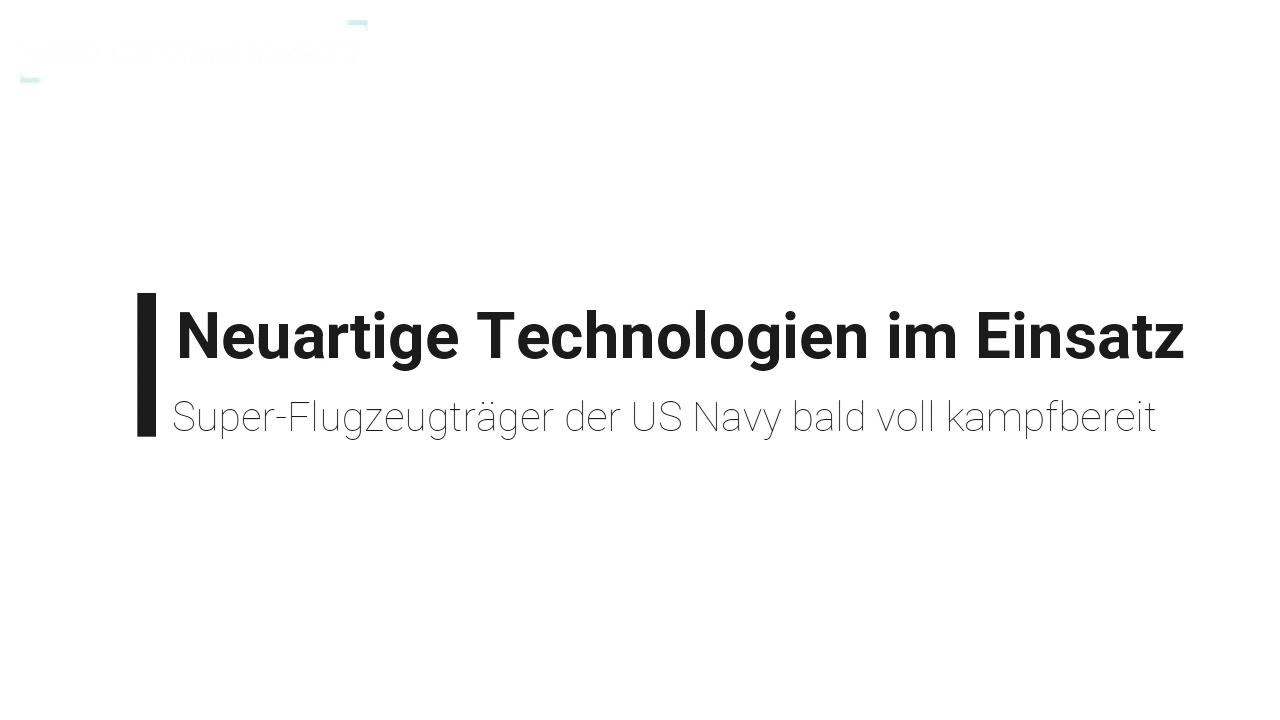 Neuartige Technologien im Einsatz
Super-Flugzeugträger der US Navy bald voll kampfbereit